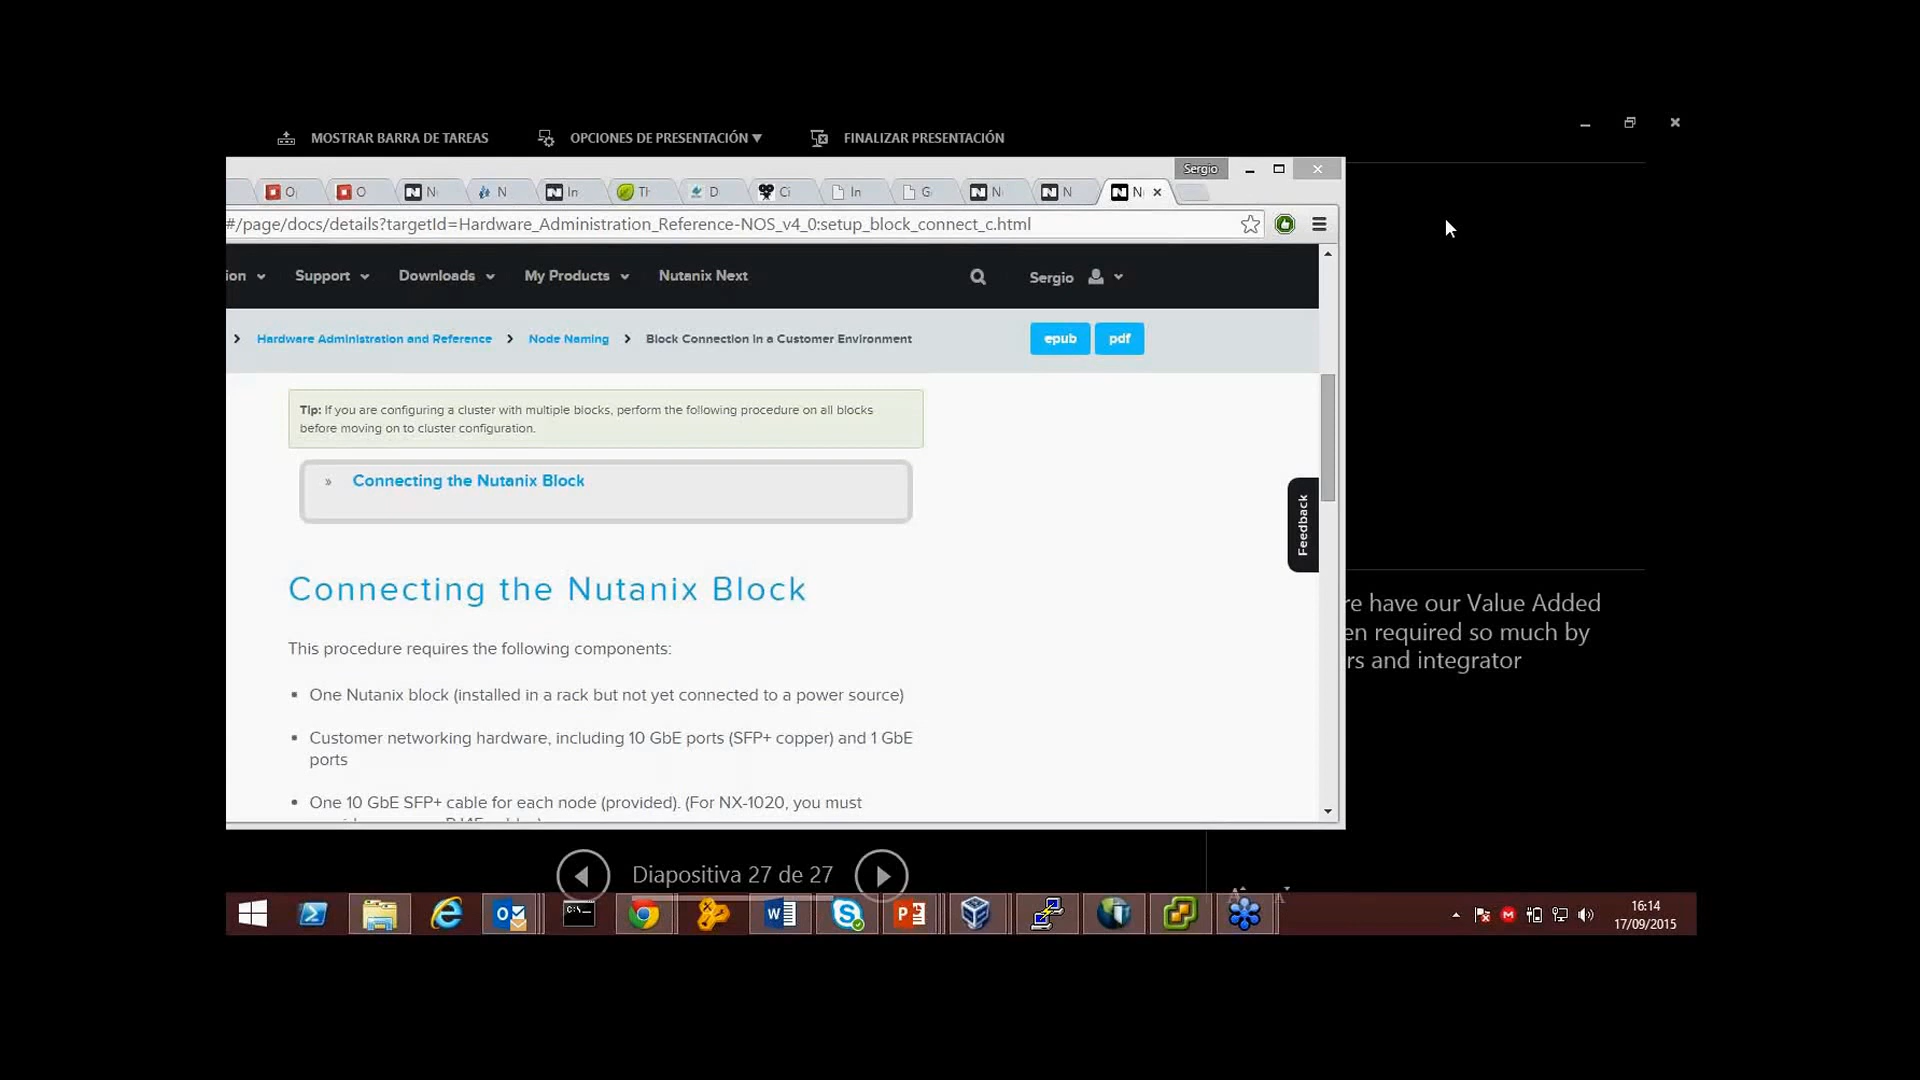 MOSTRAR BARRA DE TAREAS OPCIONES DE PRESENTACIÓN ▼ FINALIZAR PRESENTACIÓN
Sergio
O O N N In Th D Ci In G N N N
#/page/docs/details?targetId=Hardware_Administration_Reference-NOS_v4_0:setup_block_connect_c.html
ion Support Downloads My Products Nutanix Next Sergio
Hardware Administration and Reference Node Naming Block Connection in a Customer Environment epub pdf
Tip: If you are configuring a cluster with multiple blocks, perform the following procedure on all blocks
before moving on to cluster configuration.
» Connecting the Nutanix Block
Feedback
Connecting the Nutanix Block
This procedure requires the following components:
▪ One Nutanix block (installed in a rack but not yet connected to a power source)
▪ Customer networking hardware, including 10 GbE ports (SFP+ copper) and 1 GbE
ports
▪ One 10 GbE SFP+ cable for each node (provided). (For NX-1020, you must
re have our Value Added
en required so much by
rs and integrator
Diapositiva 27 de 27
16:14
17/09/2015